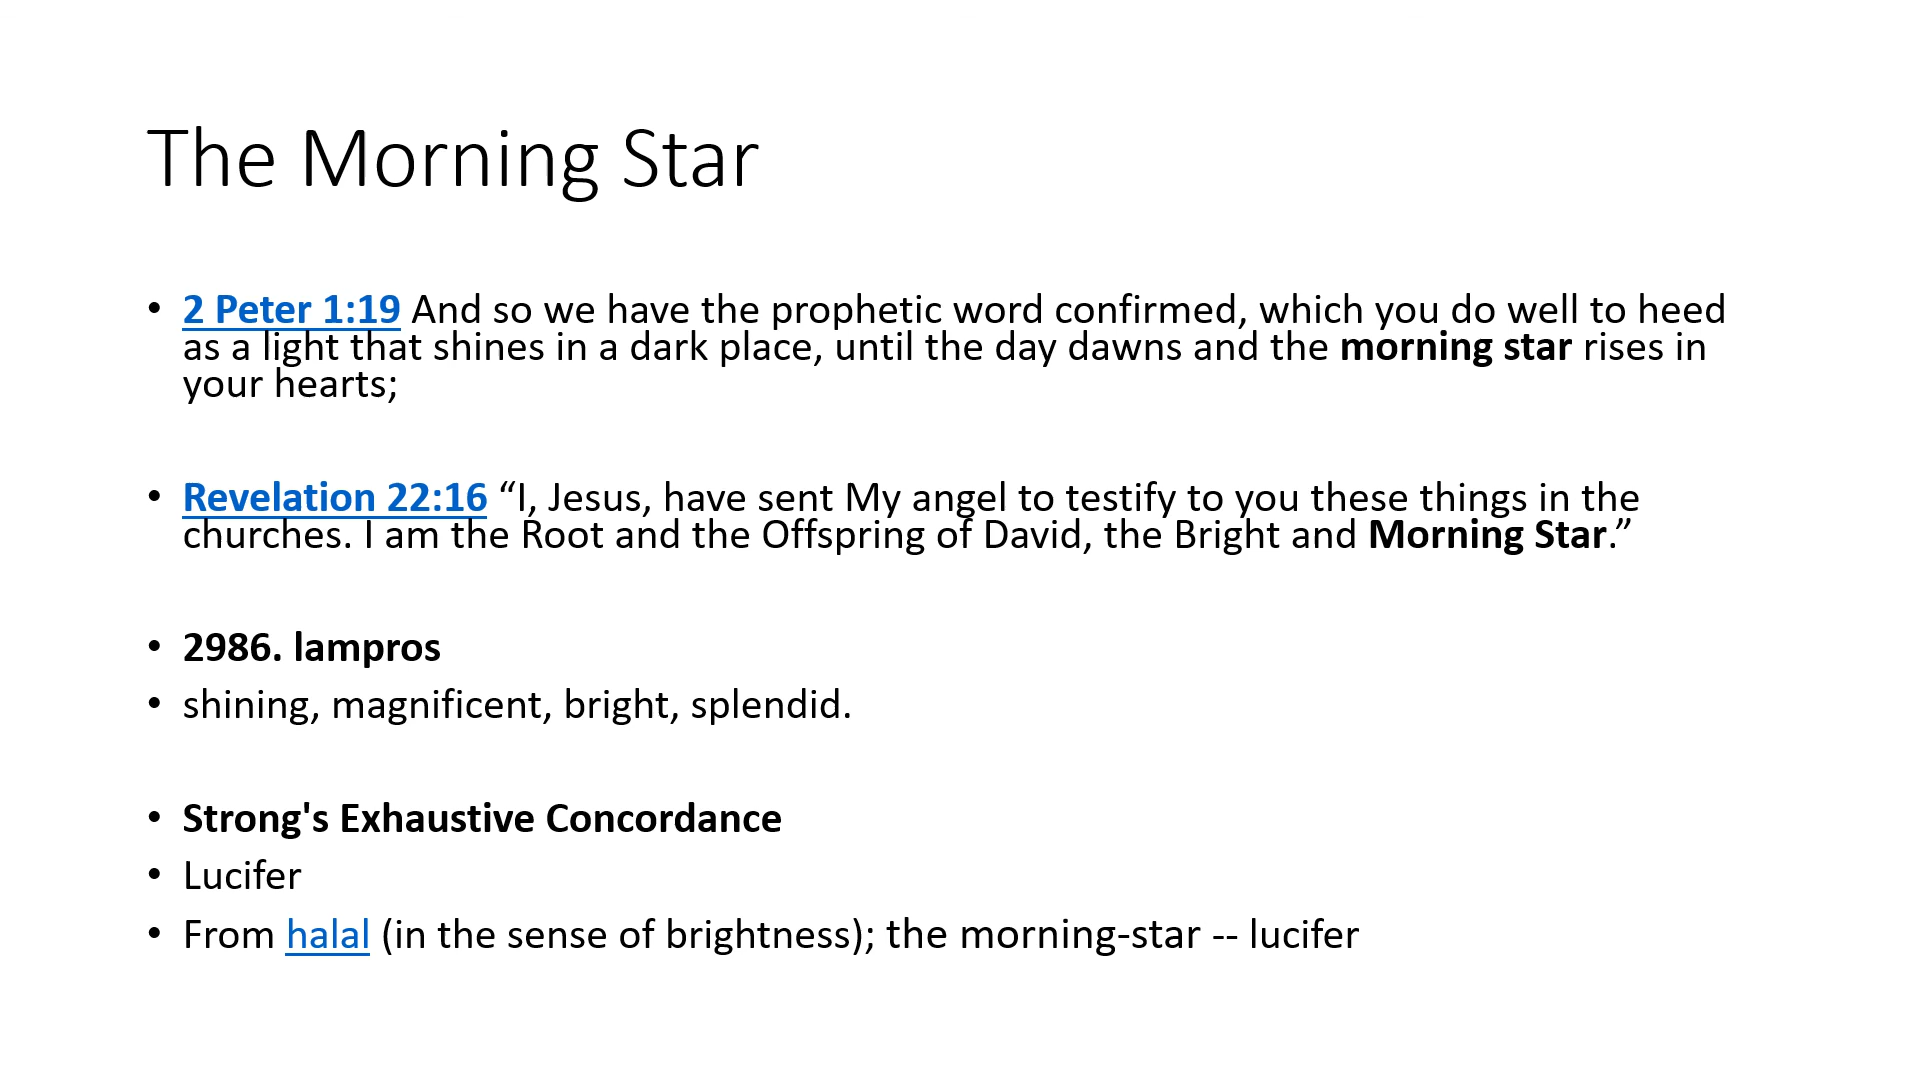 The Morning Star
• 2 Peter 1:19 And so we have the prophetic word confirmed, which you do well to heed
as a light that shines in a dark place, until the day dawns and the morning star rises in
your hearts;
• Revelation 22:16 “I, Jesus, have sent My angel to testify to you these things in the
churches. I am the Root and the Offspring of David, the Bright and Morning Star.”
• 2986. lampros
• shining, magnificent, bright, splendid.
• Strong's Exhaustive Concordance
• Lucifer
• From halal (in the sense of brightness); the morning-star -- lucifer